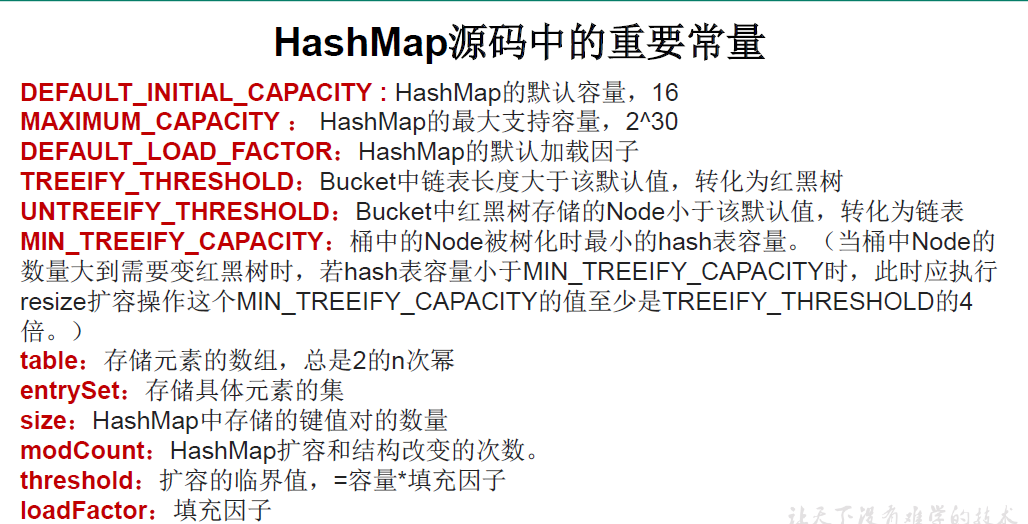 HashMap源码中的重要常量
DEFAULT_INITIAL_CAPACITY : HashMap的默认容量，16
MAXIMUM_CAPACITY ： HashMap的最大支持容量，2^30
DEFAULT_LOAD_FACTOR：HashMap的默认加载因子
TREEIFY_THRESHOLD：Bucket中链表长度大于该默认值，转化为红黑树
UNTREEIFY_THRESHOLD：Bucket中红黑树存储的Node小于该默认值，转化为链表
MIN_TREEIFY_CAPACITY：桶中的Node被树化时最小的hash表容量。（当桶中Node的
数量大到需要变红黑树时，若hash表容量小于MIN_TREEIFY_CAPACITY时，此时应执行
resize扩容操作这个MIN_TREEIFY_CAPACITY的值至少是TREEIFY_THRESHOLD的4
倍。）
table：存储元素的数组，总是2的n次幂
entrySet：存储具体元素的集
size：HashMap中存储的键值对的数量
modCount：HashMap扩容和结构改变的次数。
threshold：扩容的临界值，=容量*填充因子
loadFactor：填充因子
让天下没有难学的技术